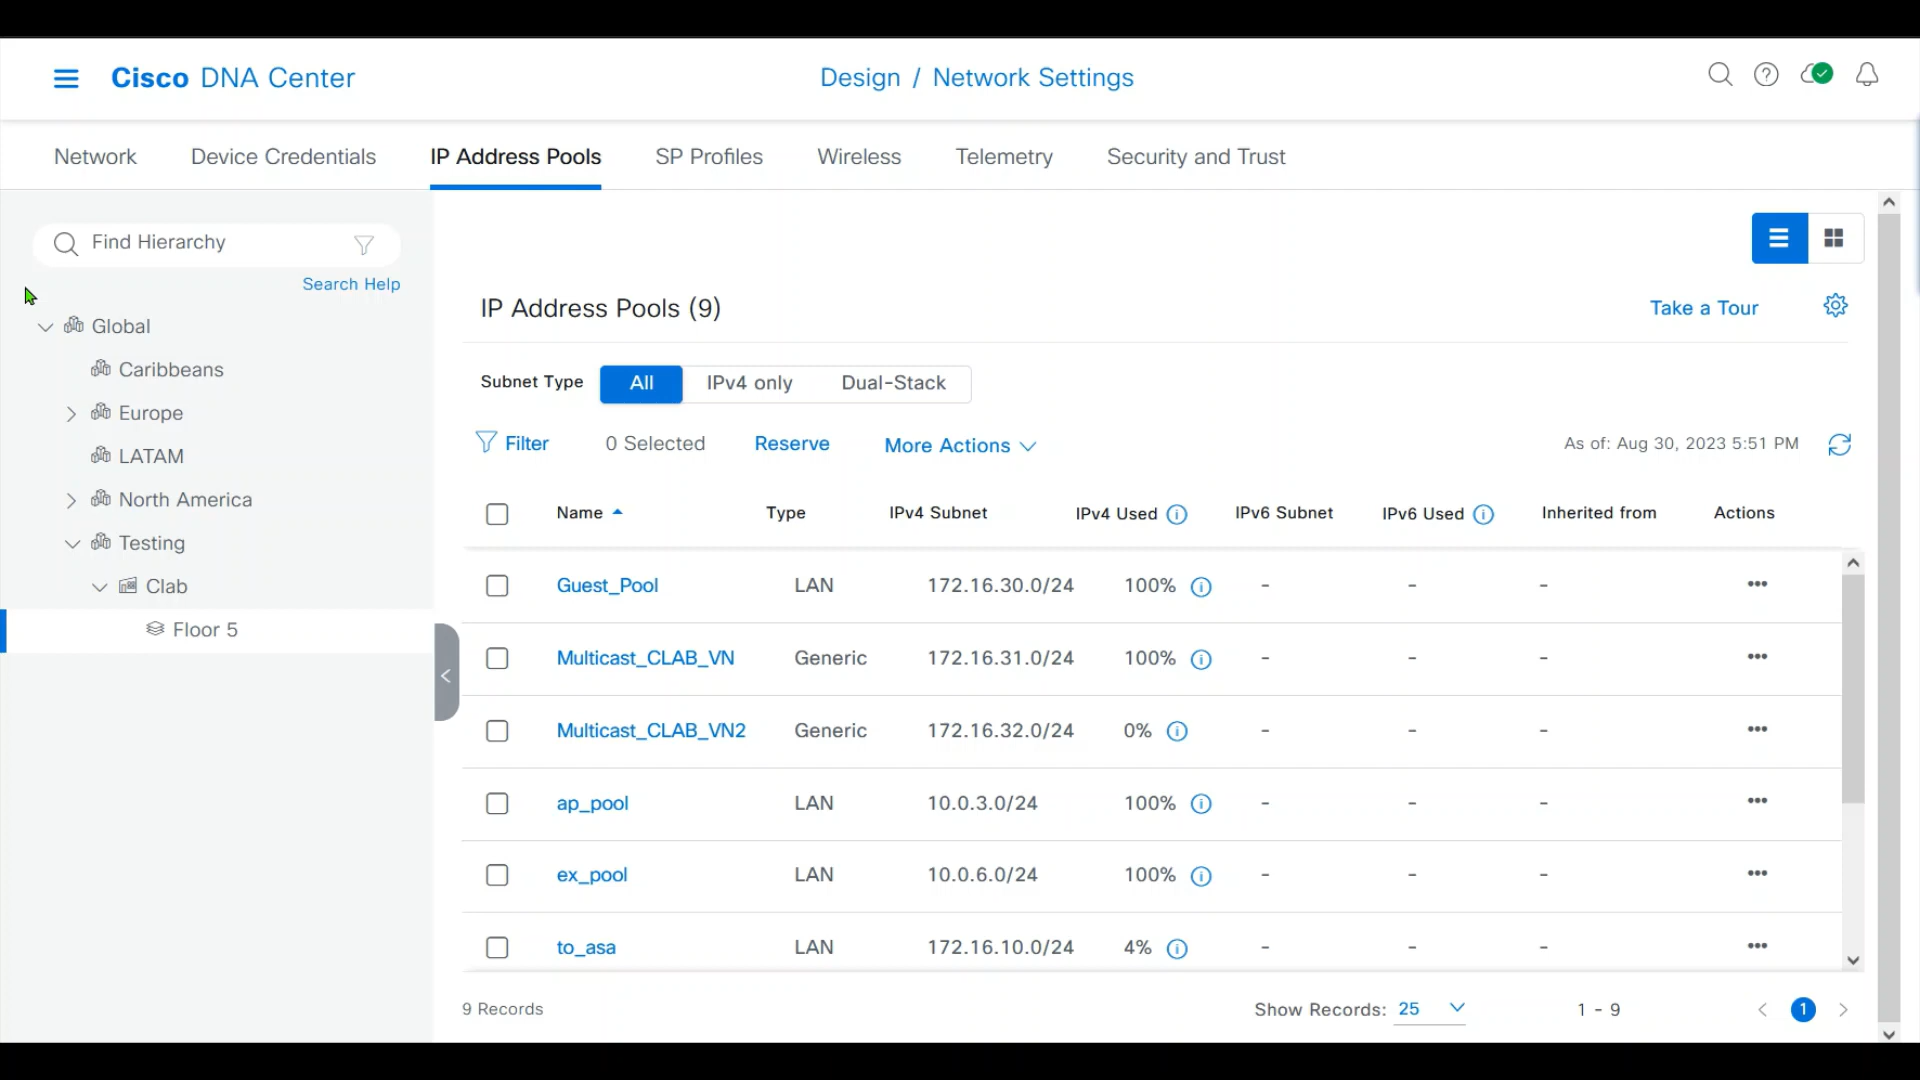 Cisco DNA Center
Design / Network Settings
Network Device Credentials IP Address Pools SP Profiles Wireless Telemetry Security and Trust
Find Hierarchy
Search Help
Global
Caribbeans
Europe
LATAM
North America
Testing
Clab
Floor 5
IP Address Pools (9)
Take a Tour
Subnet Type All IPv4 only Dual-Stack
Filter 0 Selected Reserve More Actions As of: Aug 30, 2023 5:51 PM
Name Type IPv4 Subnet IPv4 Used IPv6 Subnet IPv6 Used Inherited from Actions
Guest_Pool LAN 172.16.30.0/24 100% - - - •••
Multicast_CLAB_VN Generic 172.16.31.0/24 100% - - - •••
Multicast_CLAB_VN2 Generic 172.16.32.0/24 0% - - - •••
ap_pool LAN 10.0.3.0/24 100% - - - •••
ex_pool LAN 10.0.6.0/24 100% - - - •••
to_asa LAN 172.16.10.0/24 4% - - - •••
9 Records Show Records: 25 1 - 9 < 1 >